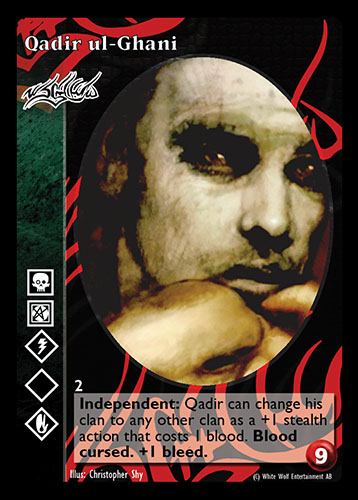 Qadir ul-Ghani
2
Independent: Qadir can change his
clan to any other clan as a +1 stealth
action that costs 1 blood. Blood
cursed. +1 bleed.
9
Illus: Christopher Shy
(C) White Wolf Entertainment AB